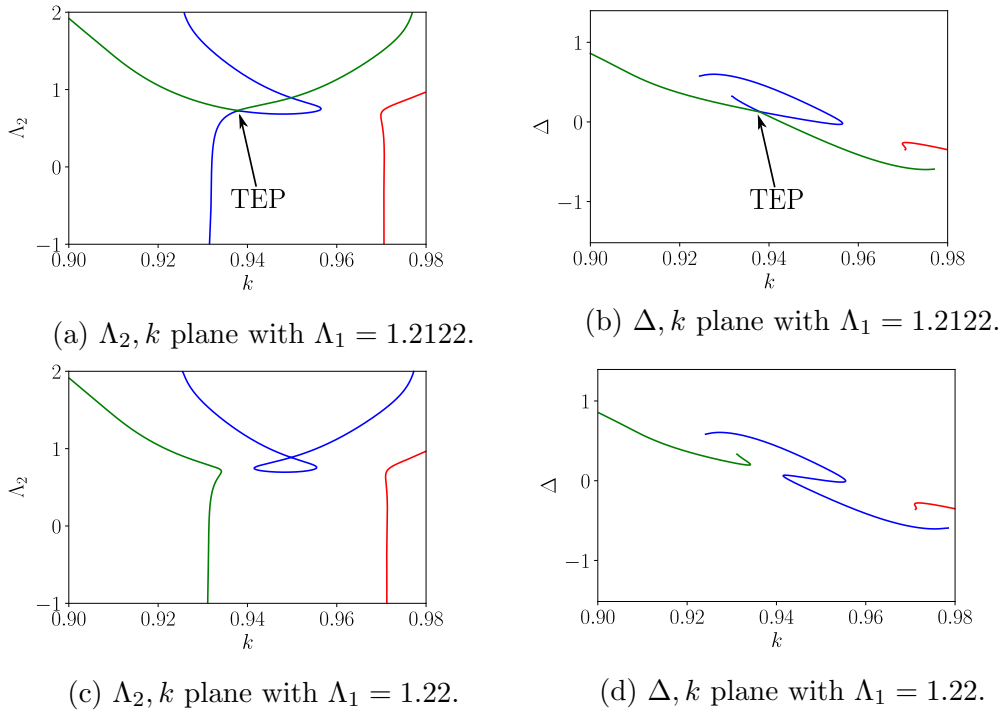 2
1
0
−1
Λ₂
0.90
0.92
0.94
0.96
0.98
k
TEP
(a) Λ₂, k plane with Λ₁ = 1.2122.
1
0
−1
Δ
0.90
0.92
0.94
0.96
0.98
k
TEP
(b) Δ, k plane with Λ₁ = 1.2122.
2
1
0
−1
Λ₂
0.90
0.92
0.94
0.96
0.98
k
(c) Λ₂, k plane with Λ₁ = 1.22.
1
0
−1
Δ
0.90
0.92
0.94
0.96
0.98
k
(d) Δ, k plane with Λ₁ = 1.22.